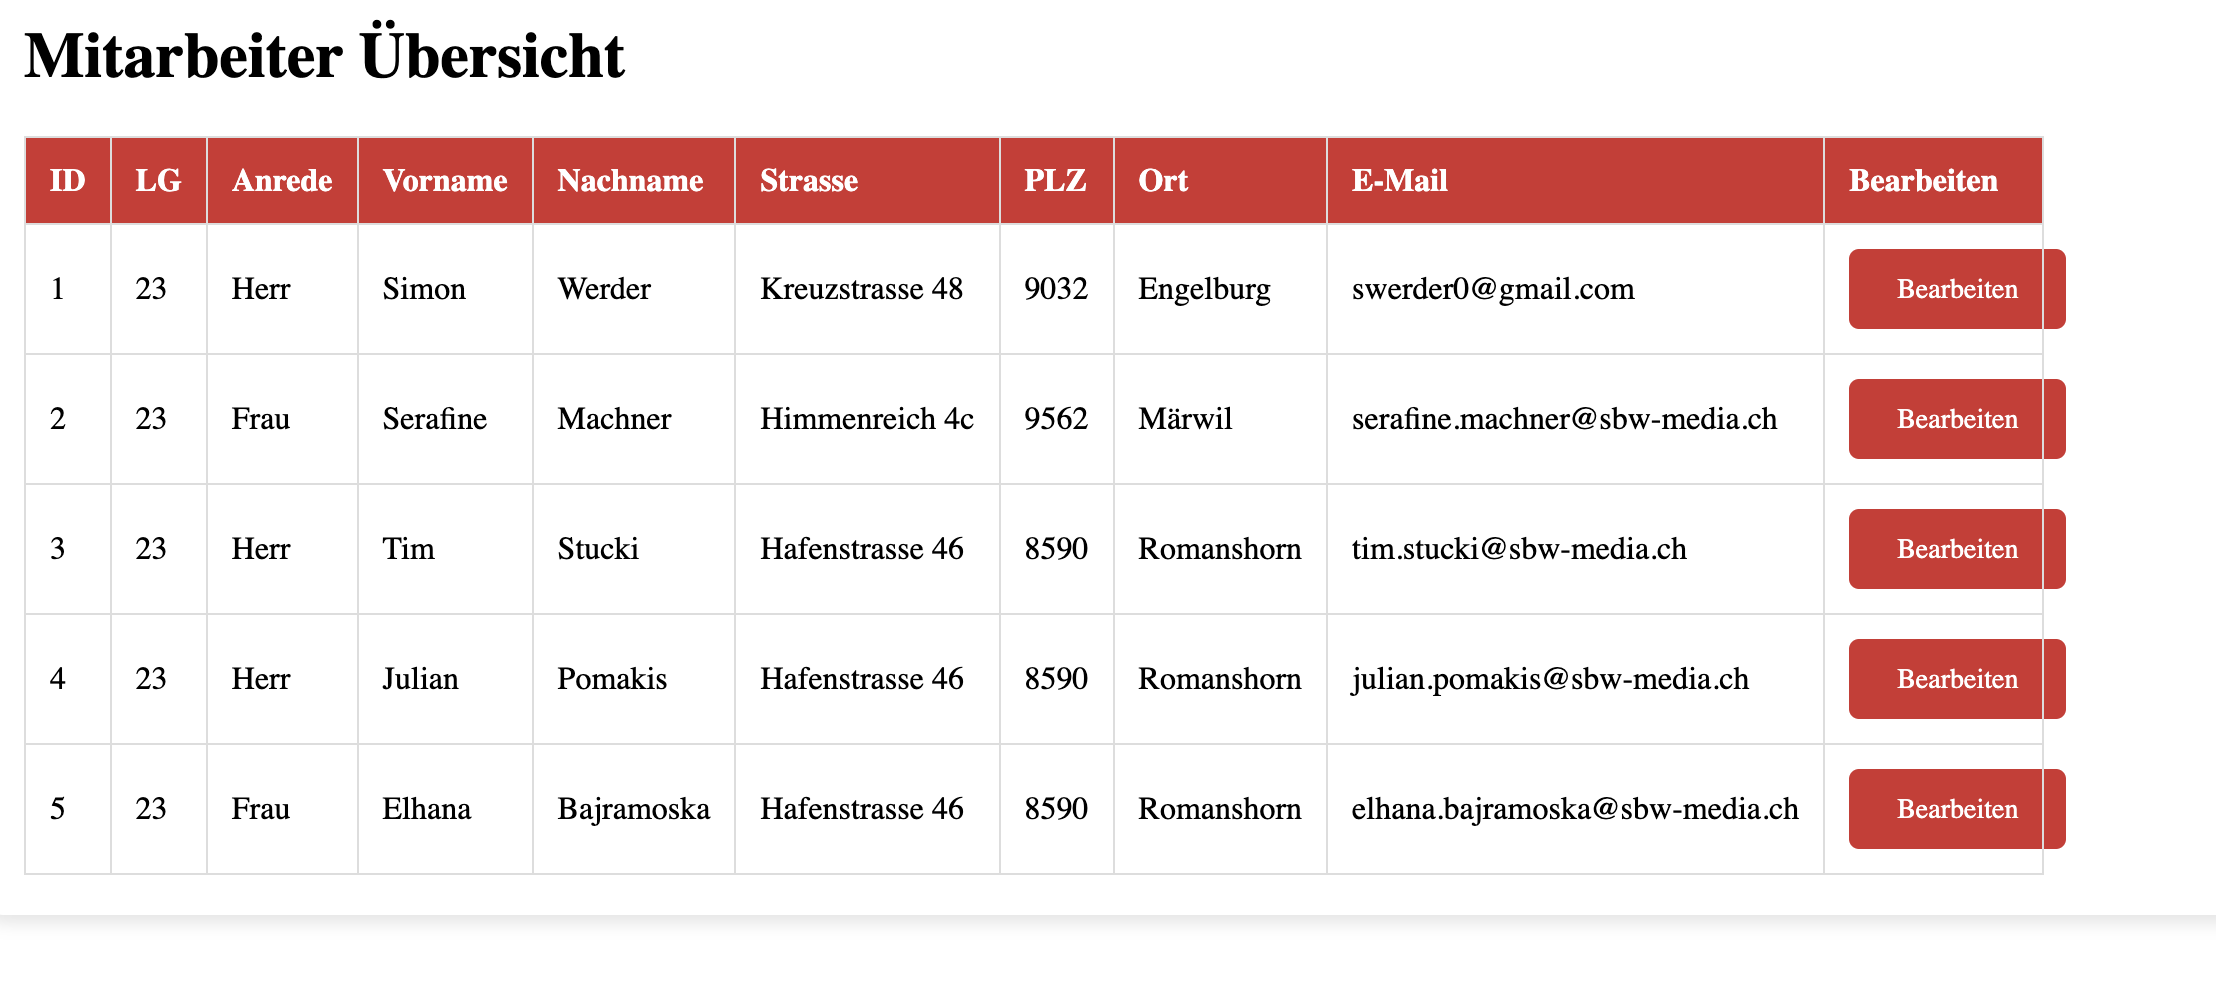 Mitarbeiter Übersicht
ID LG Anrede Vorname Nachname Strasse PLZ Ort E-Mail Bearbeiten
1 23 Herr Simon Werder Kreuzstrasse 48 9032 Engelburg swerder0@gmail.com Bearbeiten
2 23 Frau Serafine Machner Himmenreich 4c 9562 Märwil serafine.machner@sbw-media.ch Bearbeiten
3 23 Herr Tim Stucki Hafenstrasse 46 8590 Romanshorn tim.stucki@sbw-media.ch Bearbeiten
4 23 Herr Julian Pomakis Hafenstrasse 46 8590 Romanshorn julian.pomakis@sbw-media.ch Bearbeiten
5 23 Frau Elhana Bajramoska Hafenstrasse 46 8590 Romanshorn elhana.bajramoska@sbw-media.ch Bearbeiten